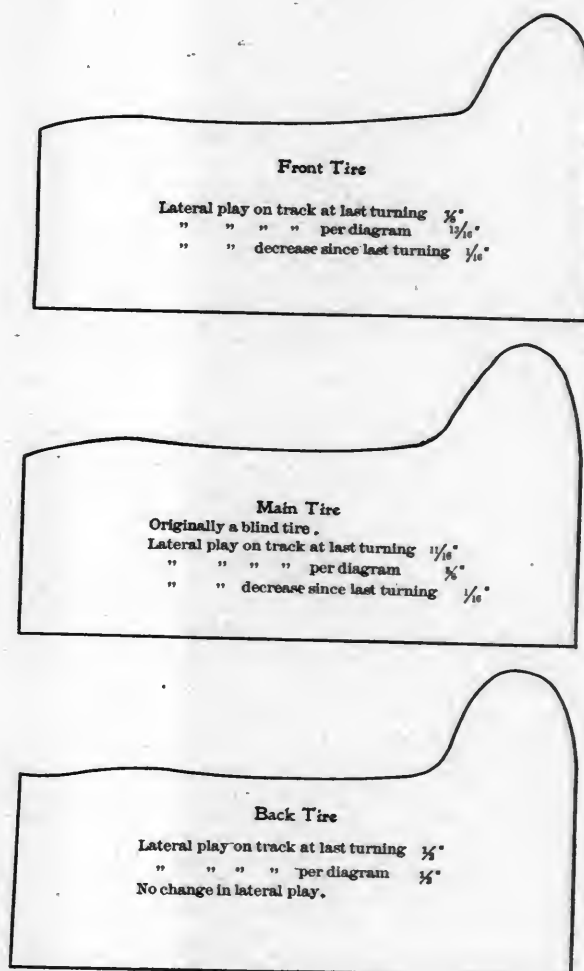 Front Tire
Lateral play on track at last turning ⅞"
" " " " per diagram 13/16"
" " decrease since last turning 1/16"
Main Tire
Originally a blind tire.
Lateral play on track at last turning 11/16"
" " " " per diagram ⅝"
" " decrease since last turning 1/16"
Back Tire
Lateral play on track at last turning ½"
" " " " per diagram ½"
No change in lateral play.